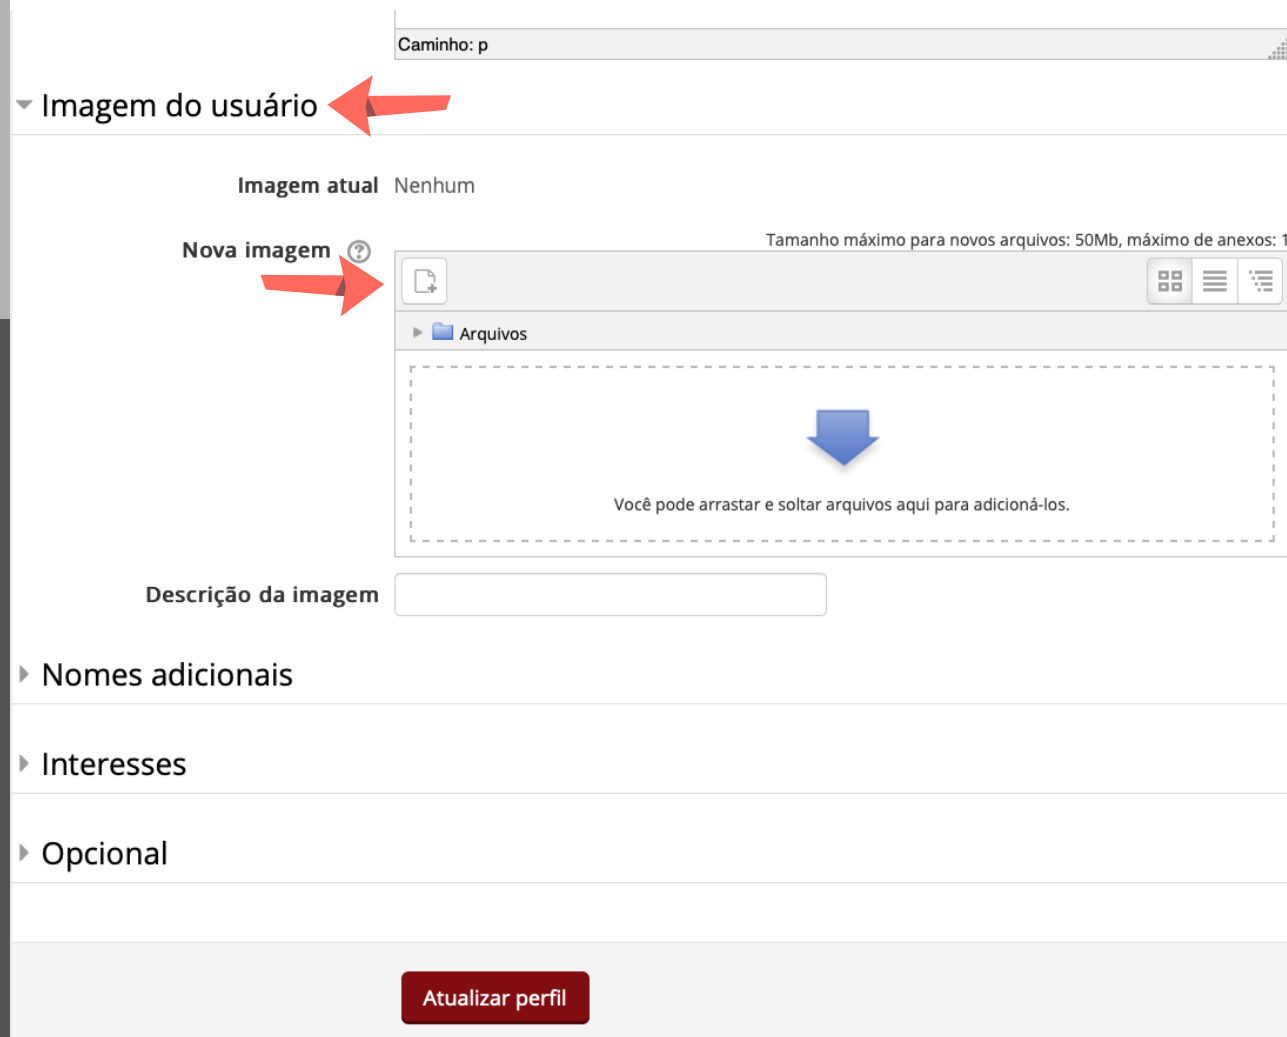 Caminho: p
Imagem do usuário
Imagem atual Nenhum
Tamanho máximo para novos arquivos: 50Mb, máximo de anexos: 1
Nova imagem
Arquivos
Você pode arrastar e soltar arquivos aqui para adicioná-los.
Descrição da imagem
Nomes adicionais
Interesses
Opcional
Atualizar perfil